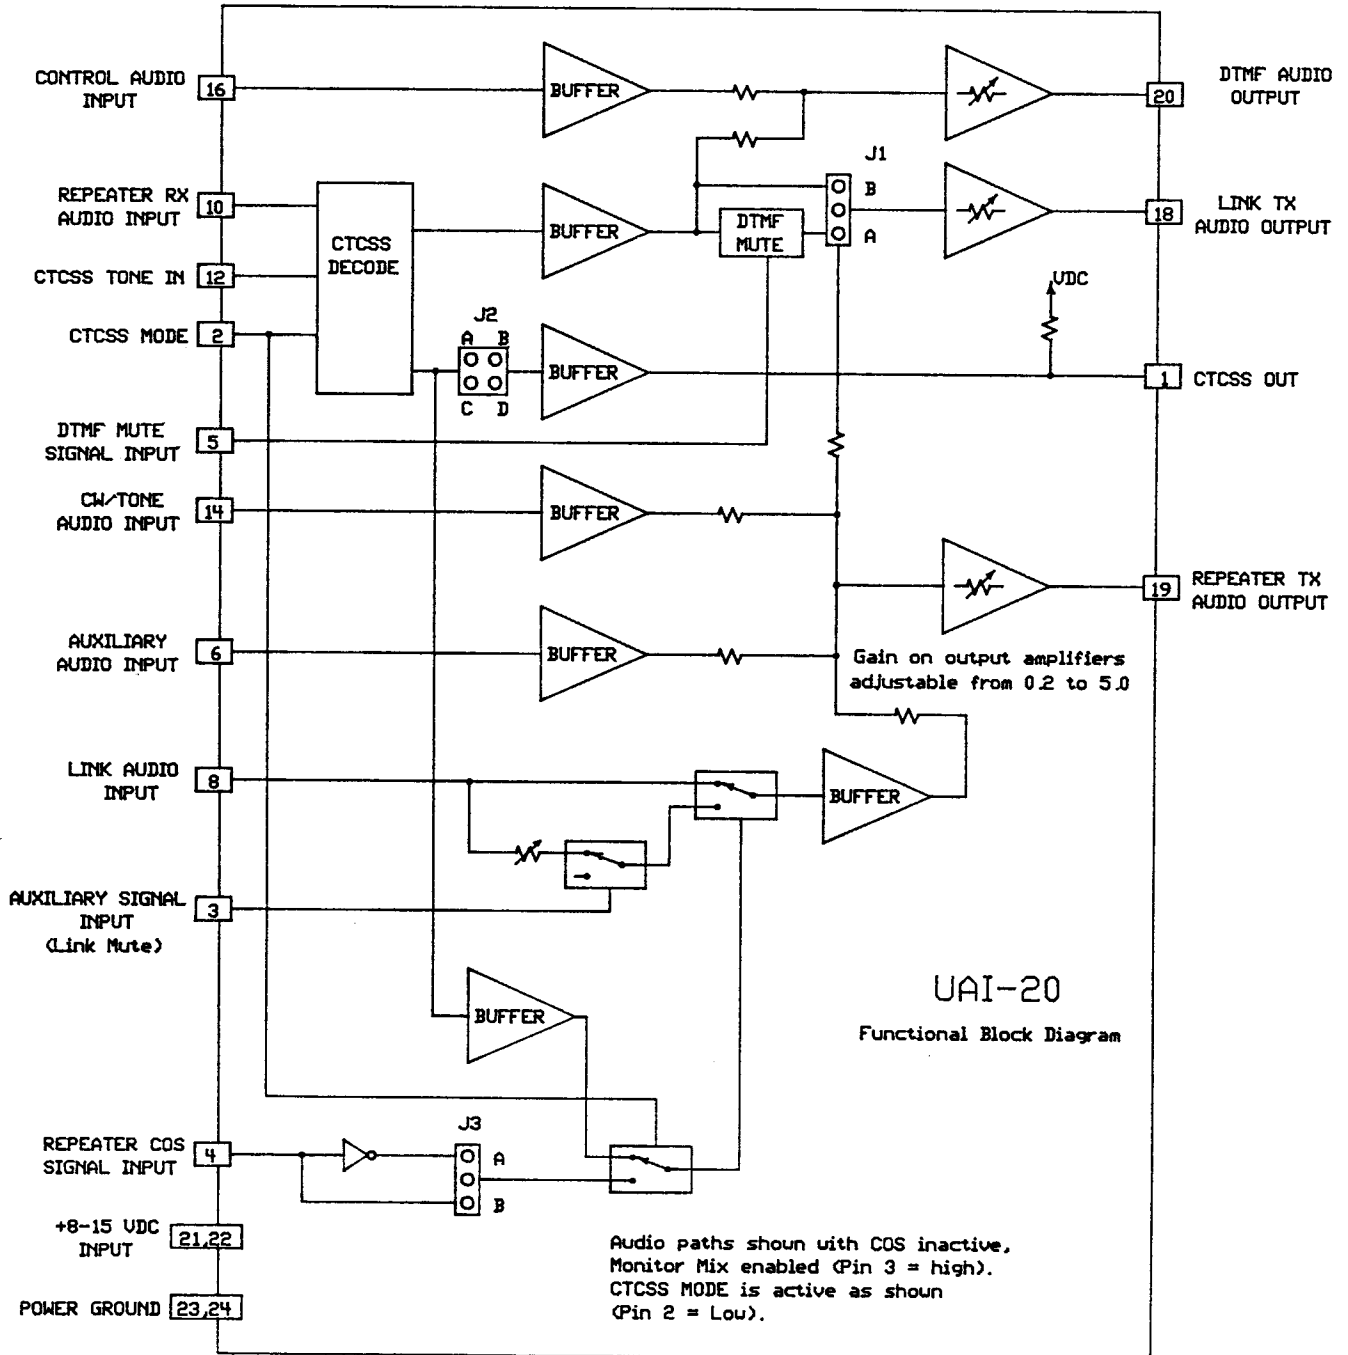 CONTROL AUDIO
INPUT
16
BUFFER
20
DTMF AUDIO
OUTPUT
J1
B
A
REPEATER RX
AUDIO INPUT
10
CTCSS
DECODE
BUFFER
DTMF
MUTE
18
LINK TX
AUDIO OUTPUT
CTCSS TONE IN
12
VDC
CTCSS MODE
2
J2
A B
C D
BUFFER
1
CTCSS OUT
DTMF MUTE
SIGNAL INPUT
5
CW/TONE
AUDIO INPUT
14
BUFFER
19
REPEATER TX
AUDIO OUTPUT
AUXILIARY
AUDIO INPUT
6
BUFFER
Gain on output amplifiers
adjustable from 0.2 to 5.0
LINK AUDIO
INPUT
8
BUFFER
AUXILIARY SIGNAL
INPUT
(Link Mute)
3
BUFFER
UAI-20
Functional Block Diagram
REPEATER COS
SIGNAL INPUT
4
J3
A
B
+8-15 VDC
INPUT
21,22
POWER GROUND
23,24
Audio paths shown with COS inactive,
Monitor Mix enabled (Pin 3 = high).
CTCSS MODE is active as shown
(Pin 2 = Low).